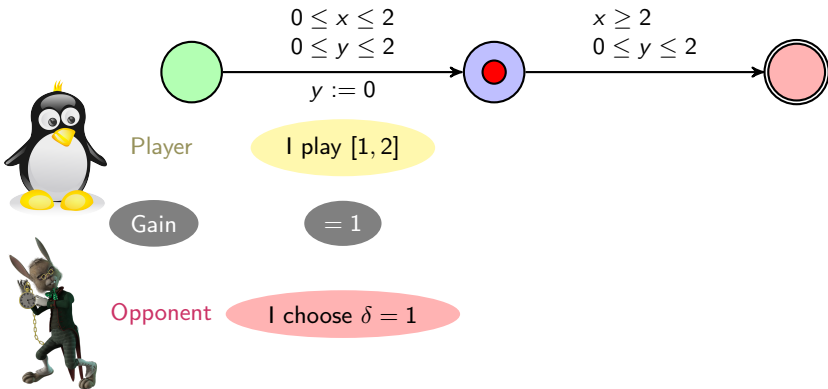 0 ≤ x ≤ 2
0 ≤ y ≤ 2
y := 0
x ≥ 2
0 ≤ y ≤ 2
Player
I play [1, 2]
Gain
= 1
Opponent
I choose δ = 1